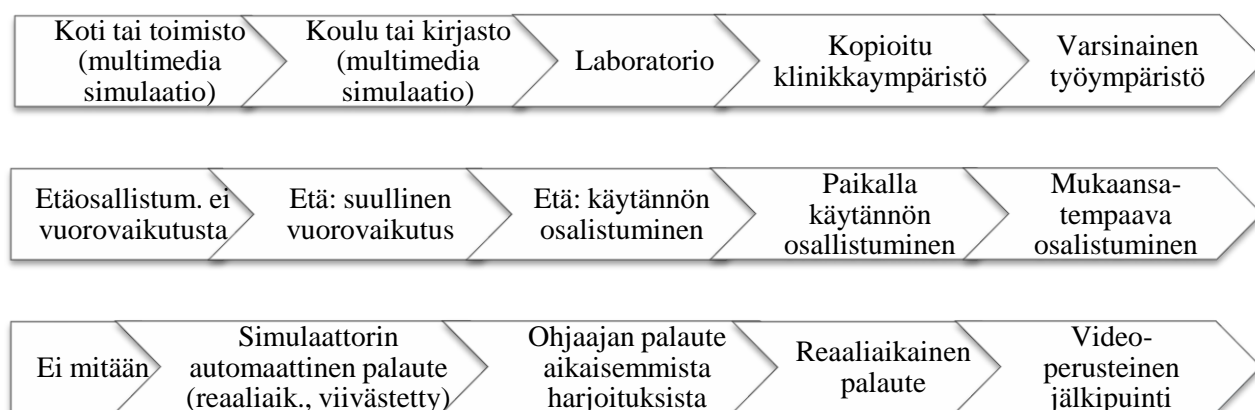 Koti tai toimisto
(multimedia
simulaatio)
Koulu tai kirjasto
(multimedia
simulaatio)
Laboratorio
Kopioitu
klinikkaympäristö
Varsinainen
työympäristö
Etäosallistum. ei
vuorovaikutusta
Etä: suullinen
vuorovaikutus
Etä: käytännön
osalistuminen
Paikalla
käytännön
osallistuminen
Mukaansa-
tempaava
osalistuminen
Ei mitään
Simulaattorin
automaattinen palaute
(reaaliaik., viivästetty)
Ohjaajan palaute
aikaisemmista
harjoituksista
Reaaliaikainen
palaute
Video-
perusteinen
jälkipuinti